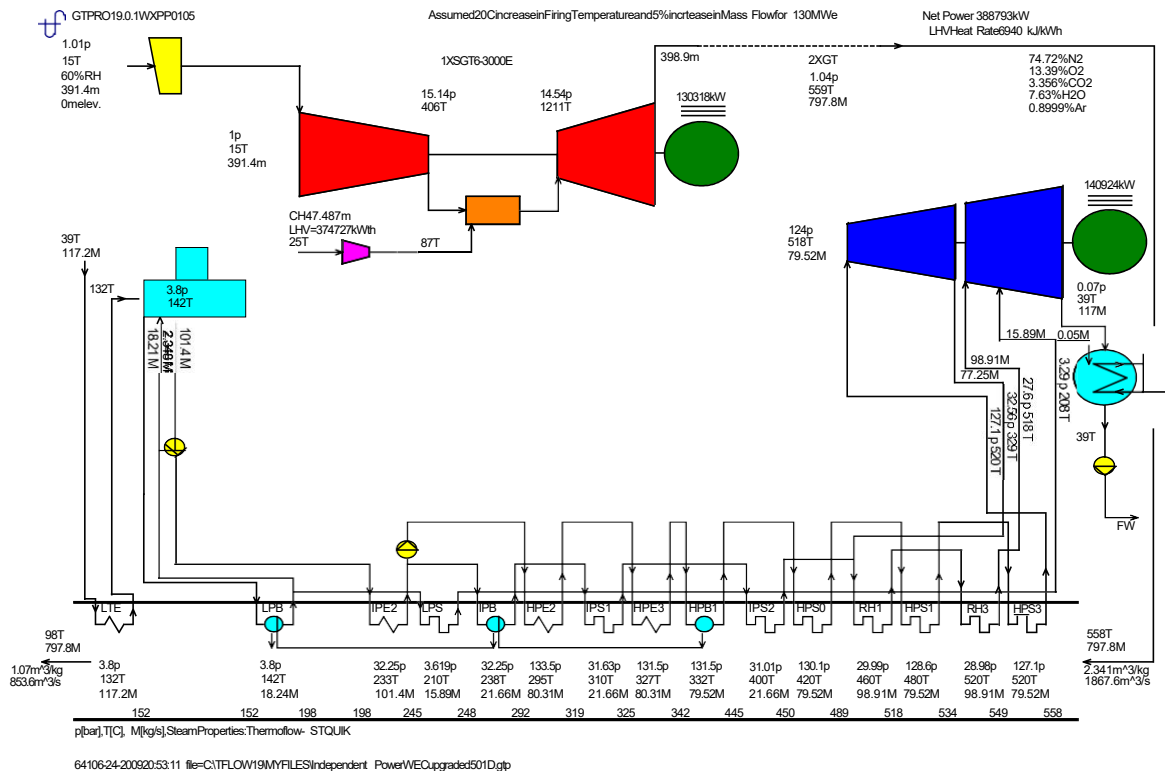 GTPRO19.0.1WXPP0105
Assumed20CincreaseinFiringTemperatureand5%incrteaseinMass Flowfor 130MWe
Net Power 388793kW
LHVHeat Rate6940 kJ/kWh
1.01p
15T
60%RH
391.4m
0melev.
1XSGT6-3000E
398.9m
2XGT
1.04p
559T
797.8M
74.72%N2
13.39%O2
3.356%CO2
7.63%H2O
0.8999%Ar
15.14p
406T
14.54p
1211T
130318kW
1p
15T
391.4m
140924kW
CH47.487m
LHV=374727kWth
25T
87T
124p
518T
79.52M
39T
117.2M
132T
3.8p
142T
0.07p
39T
117M
18.21 M
101.4 M
15.89M
0.05M
98.91M
77.25M
127.1 p 520T
32.56 p 329T
27.6 p 518 T
3.29 p 208 T
39T
FW
LTE
LPB
IPE2
LPS
IPB
HPE2
IPS1
HPE3
HPB1
IPS2
HPS0
RH1
HPS1
RH3
HPS3
98T
797.8M
1.07m^3/kg
853.6m^3/s
3.8p
132T
117.2M
3.8p
142T
18.24M
32.25p
233T
101.4M
3.619p
210T
15.89M
32.25p
238T
21.66M
133.5p
295T
80.31M
31.63p
310T
21.66M
131.5p
327T
80.31M
131.5p
332T
79.52M
31.01p
400T
21.66M
130.1p
420T
79.52M
29.99p
460T
98.91M
128.6p
480T
79.52M
28.98p
520T
98.91M
127.1p
520T
79.52M
558T
797.8M
2.341m^3/kg
1867.6m^3/s
152 152 198 198 245 248 292 319 325 342 445 450 489 518 534 549 558
p[bar],T[C], M[kg/s],SteamProperties:Thermoflow- STQUIK
64106-24-200920:53:11 file=C:\TFLOW19\MYFILES\Independent PowerWECupgraded501D.gtp